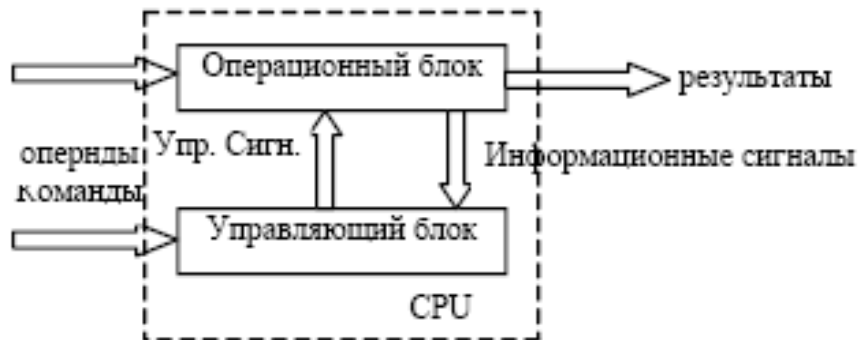 Операционный блок
результаты
опернды
Упр. Сигн.
Информационные сигналы
Команды
Управляющий блок
CPU